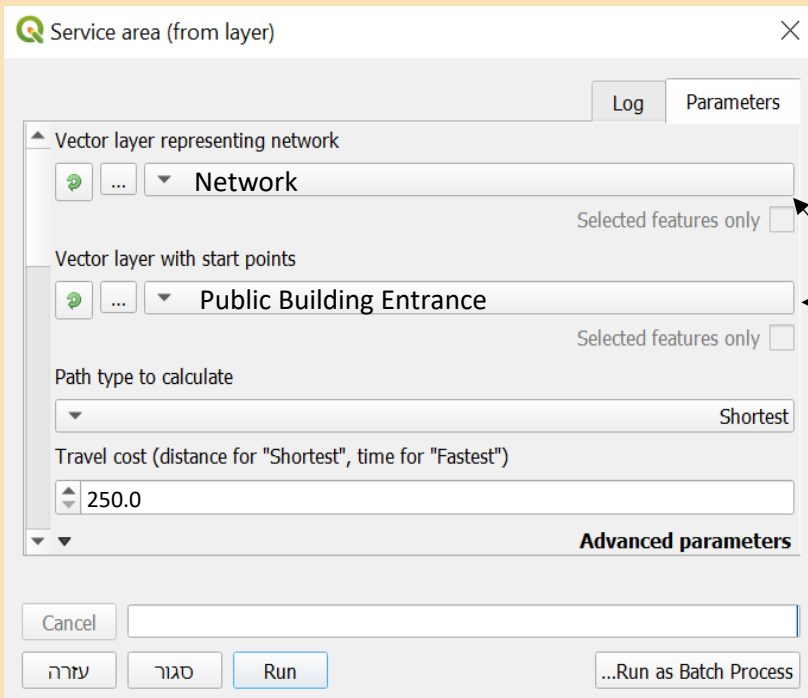 Service area (from layer)
Log Parameters
Vector layer representing network
... Network
Selected features only
Vector layer with start points
... Public Building Entrance
Selected features only
Path type to calculate
Shortest
Travel cost (distance for "Shortest", time for "Fastest")
250.0
Advanced parameters
Cancel
עזרה סגור Run ...Run as Batch Process